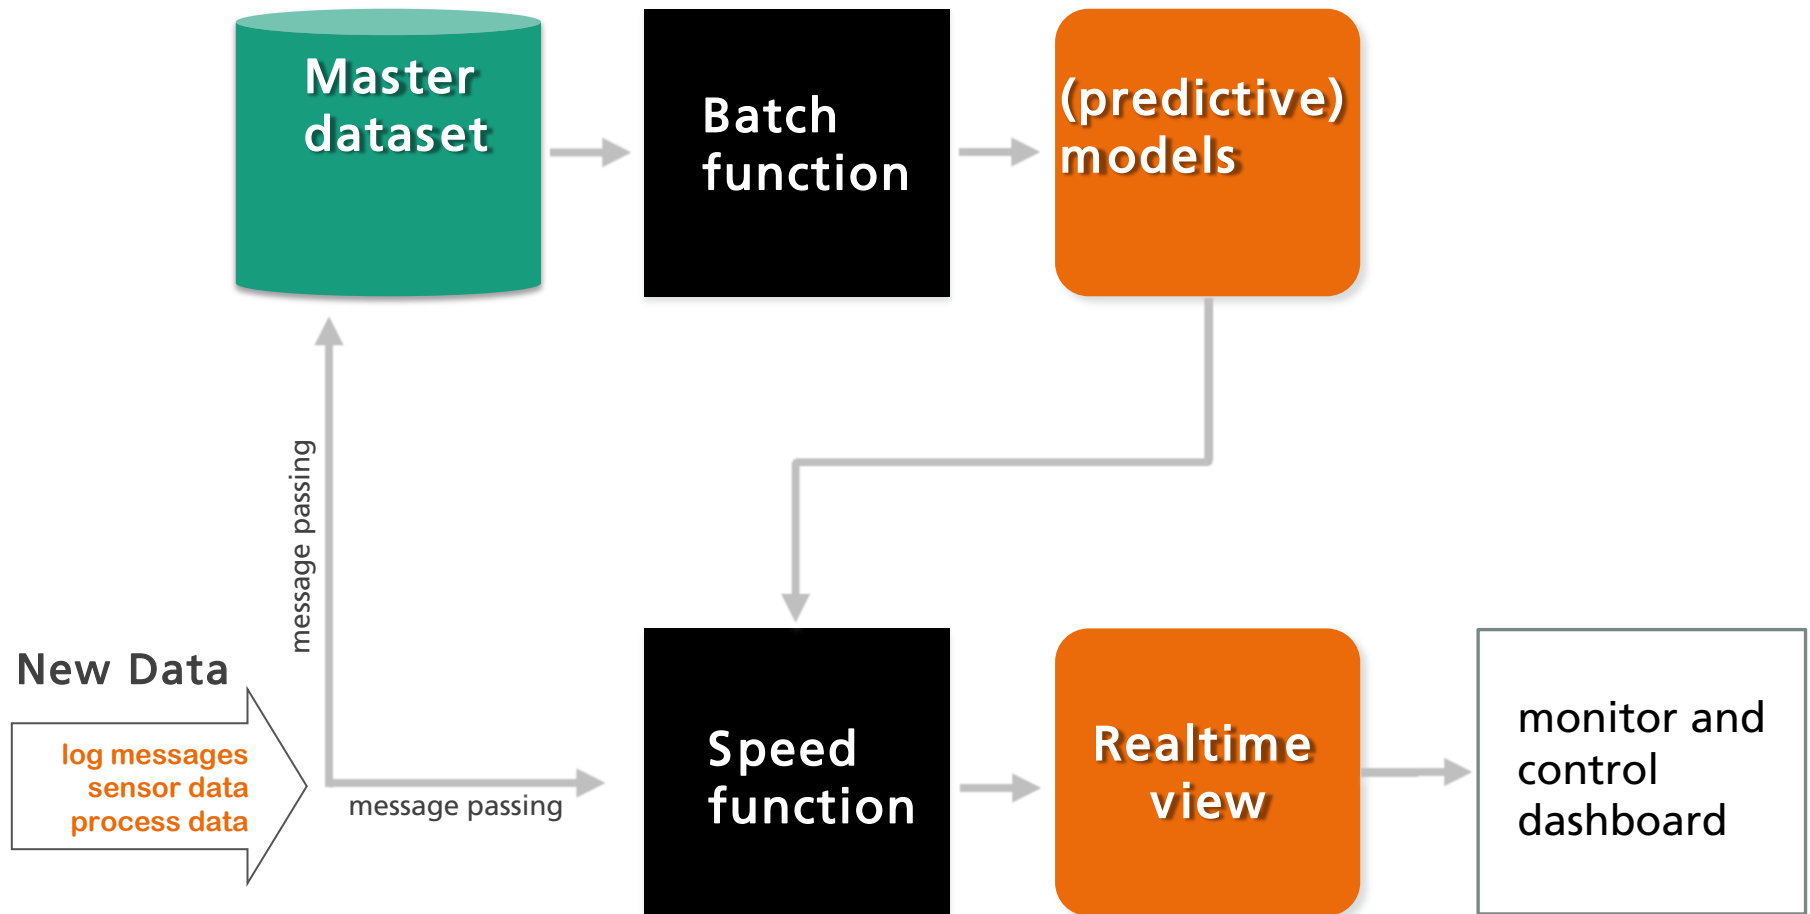 Master
dataset
Batch
function
(predictive)
models
message passing
New Data
log messages
sensor data
process data
message passing
Speed
function
Realtime
view
monitor and
control
dashboard